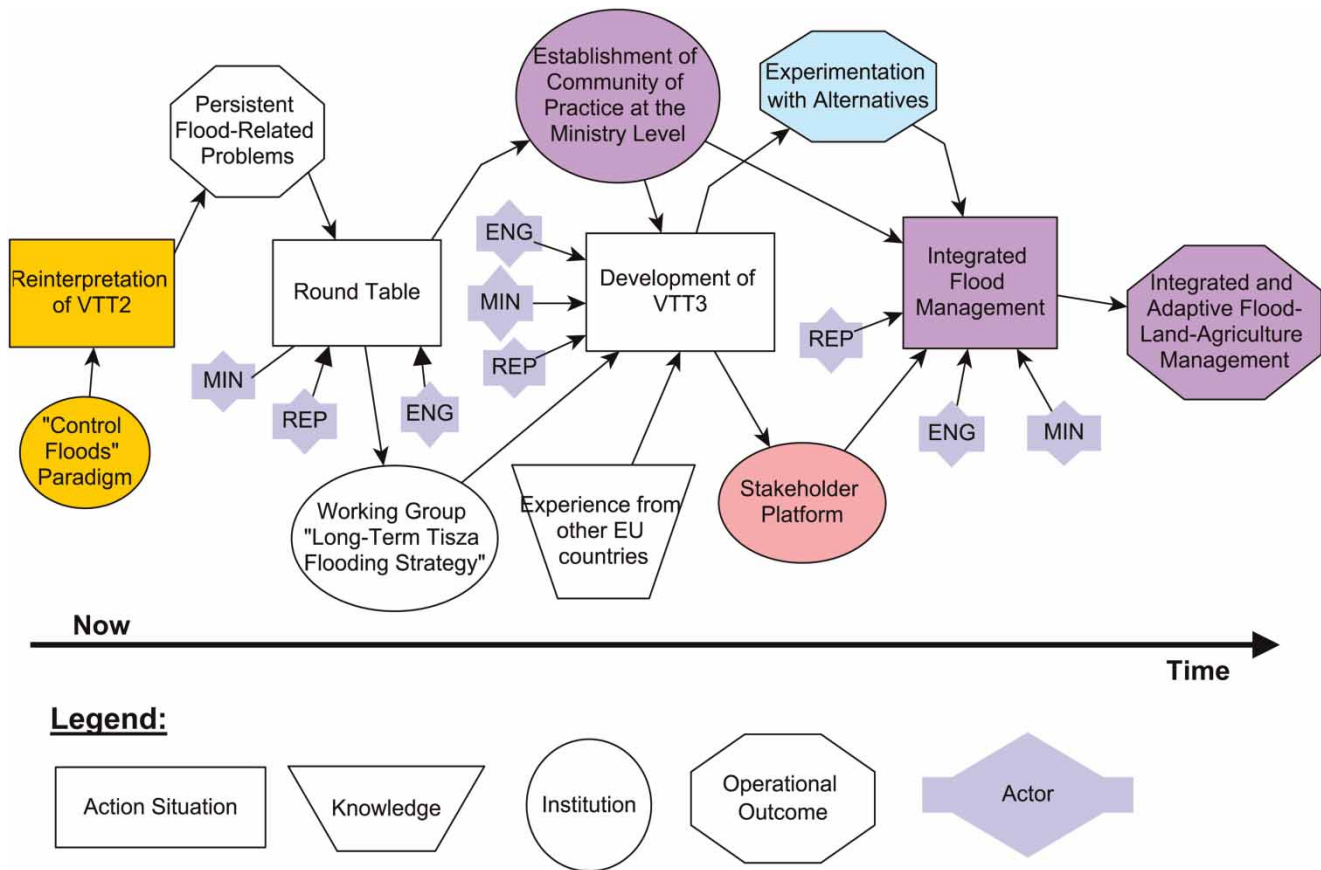 Establishment of
Community of
Practice at the
Ministry Level
Experimentation
with Alternatives
Persistent
Flood-Related
Problems
Reinterpretation
of VTT2
Round Table
ENG
MIN
REP
Development of
VTT3
Integrated
Flood
Management
Integrated and
Adaptive Flood-
Land-Agriculture
Management
REP
MIN
REP
ENG
ENG
MIN
"Control
Floods"
Paradigm
Working Group
"Long-Term Tisza
Flooding Strategy"
Experience from
other EU
countries
Stakeholder
Platform
Now
Time
Legend:
Action Situation
Knowledge
Institution
Operational
Outcome
Actor